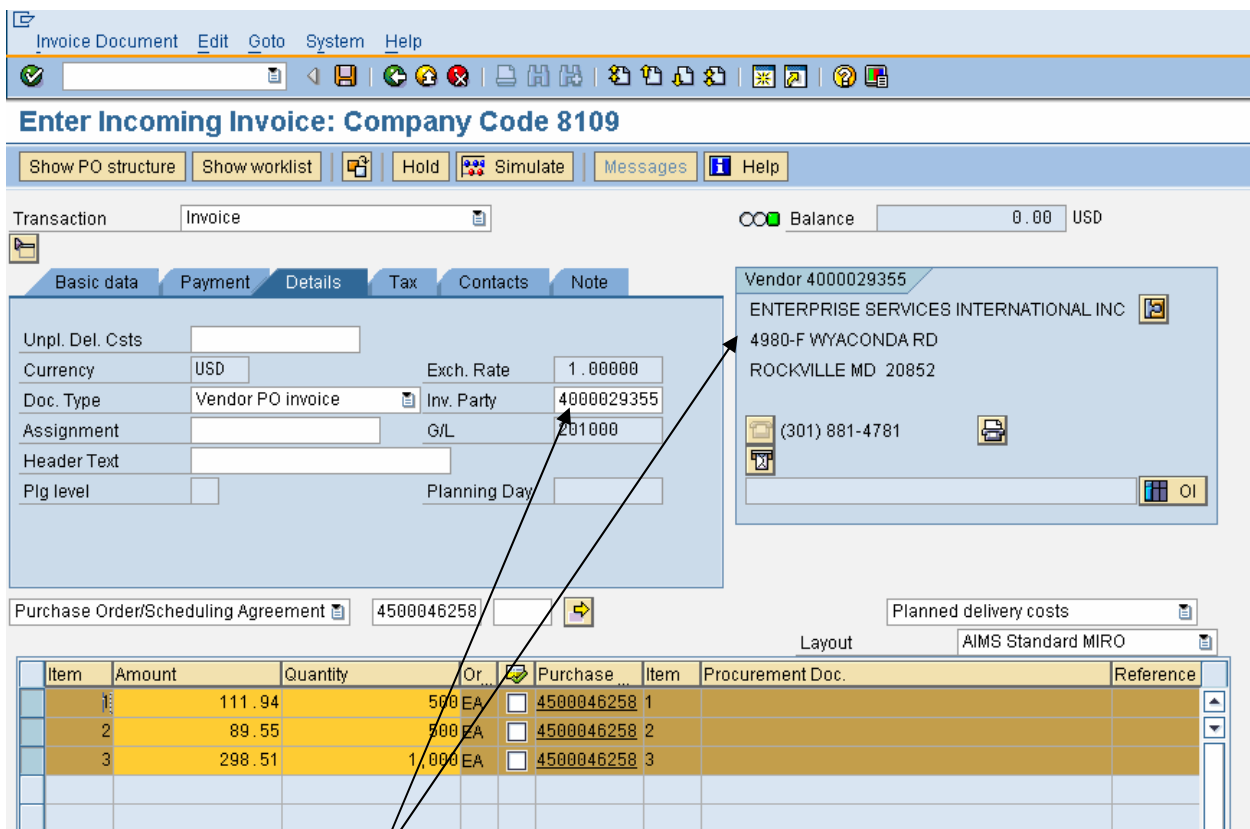 Invoice Document Edit Goto System Help
Enter Incoming Invoice: Company Code 8109
Show PO structure Show worklist Hold Simulate Messages Help
Transaction Invoice Balance 0.00 USD
Basic data Payment Details Tax Contacts Note
Vendor 4000029355
ENTERPRISE SERVICES INTERNATIONAL INC
4980-F WYACONDA RD
ROCKVILLE MD 20852
(301) 881-4781
OI
Unpl. Del. Csts
Currency USD Exch. Rate 1.00000
Doc. Type Vendor PO invoice Inv. Party 4000029355
Assignment G/L 201000
Header Text
Plg level Planning Day
Purchase Order/Scheduling Agreement 4500046258 Planned delivery costs
Layout AIMS Standard MIRO
Item Amount Quantity Or... Purchase ... Item Procurement Doc. Reference
1 111.94 500 EA 4500046258 1
2 89.55 500 EA 4500046258 2
3 298.51 1,000 EA 4500046258 3